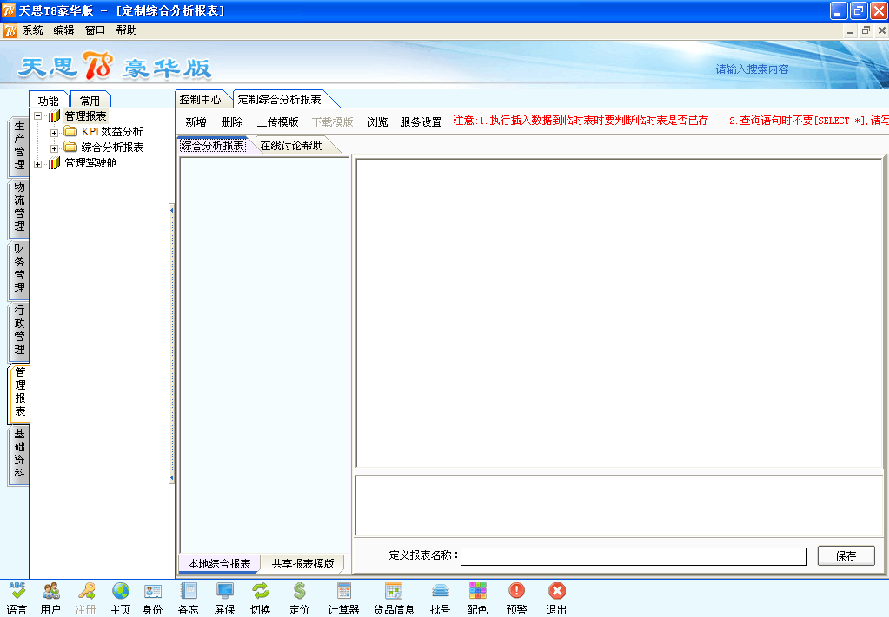 天思T8豪华版 - [定制综合分析报表]
系统 编辑 窗口 帮助
天思T8豪华版
请输入搜索内容
功能 常用
控制中心 定制综合分析报表
管理报表
KPI 效益分析
综合分析报表
管理驾驶舱
生产管理
物流管理
财务管理
行政管理
管理报表
基础资料
新增 删除 上传模版 下载模版 浏览 服务设置 注意:1.执行插入数据到临时表时要判断临时表是否已存 2.查询语句时不要[SELECT *],请写
综合分析报表 在线讨论帮助
本地综合报表 共享报表模版
定义报表名称: 保存
语言 用户 注册 主页 身份 备忘 屏保 切换 定价 计算器 货品信息 批号 配色 预警 退出